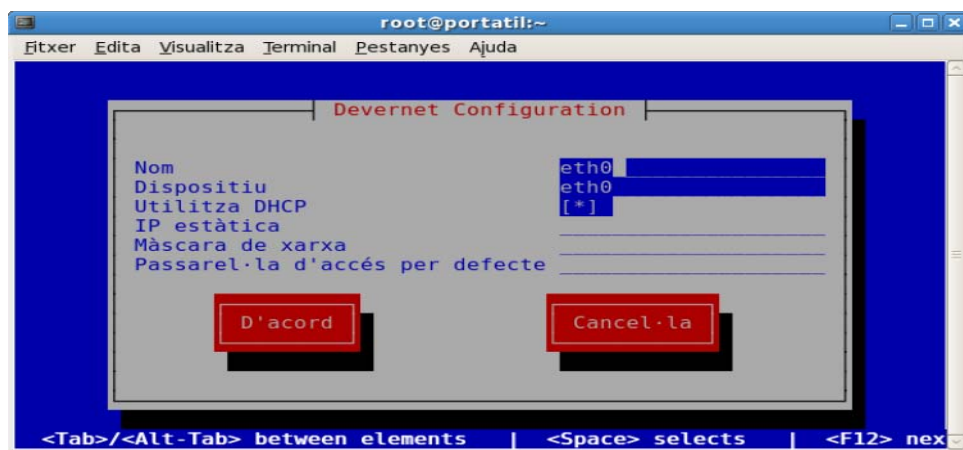 root@portatil:~
Fitxer Edita Visualitza Terminal Pestanyes Ajuda
Devernet Configuration
Nom eth0
Dispositiu eth0
Utilitza DHCP [*]
IP estàtica
Màscara de xarxa
Passarel·la d'accés per defecte
D'acord Cancel·la
<Tab>/<Alt-Tab> between elements | <Space> selects | <F12> nex